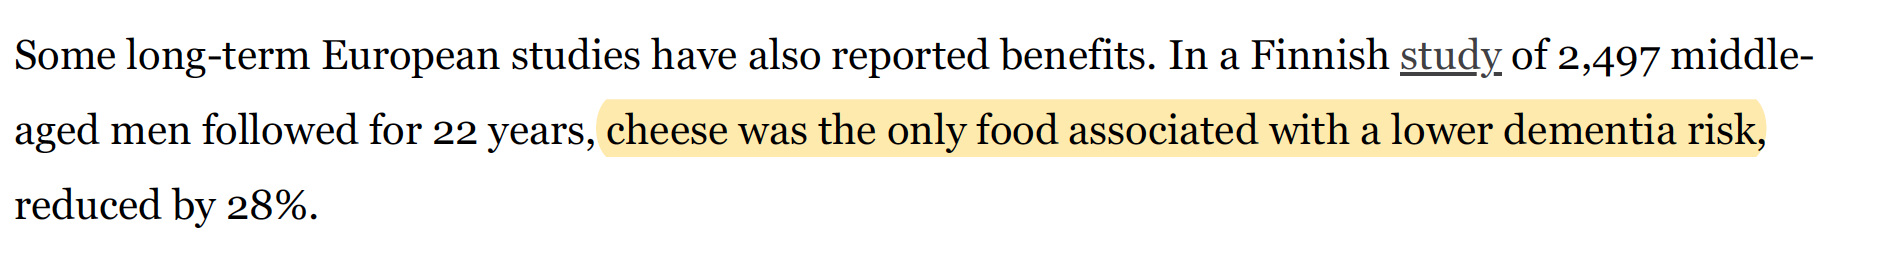 Some long-term European studies have also reported benefits. In a Finnish study of 2,497 middle-
aged men followed for 22 years, cheese was the only food associated with a lower dementia risk,
reduced by 28%.